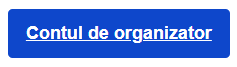 Contul de organizator